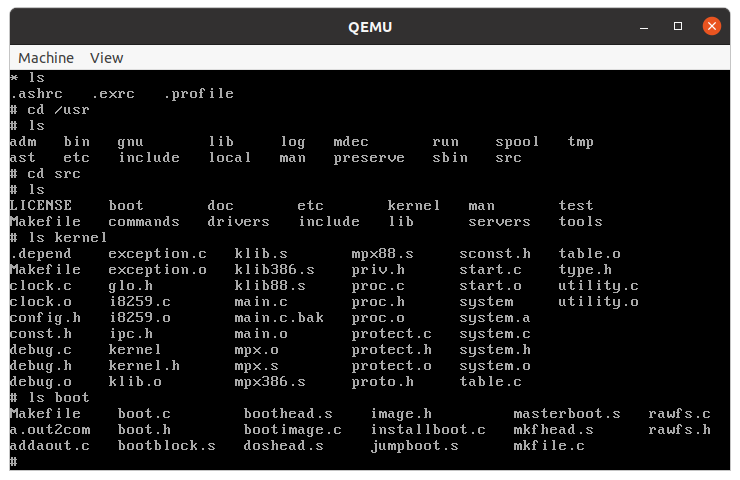 QEMU
Machine View
* ls
.ashrc .exrc .profile
# cd /usr
# ls
adm bin gnu lib log mdec run spool tmp
ast etc include local man preserve sbin src
# cd src
# ls
LICENSE boot doc etc kernel man test
Makefile commands drivers include lib servers tools
# ls kernel
.depend exception.c klib.s mpx88.s sconst.h table.o
Makefile exception.o klib386.s priv.h start.c type.h
clock.c glo.h klib88.s proc.c start.o utility.c
clock.o i8259.c main.c proc.h system utility.o
config.h i8259.o main.c.bak proc.o system.a
const.h ipc.h main.o protect.c system.c
debug.c kernel mpx.o protect.h system.h
debug.h kernel.h mpx.s protect.o system.o
debug.o klib.o mpx386.s proto.h table.c
# ls boot
Makefile boot.c boothead.s image.h masterboot.s rawfs.c
a.out2com boot.h bootimage.c installboot.c mkfhead.s rawfs.h
addaout.c bootblock.s doshead.s jumpboot.s mkfile.c
#